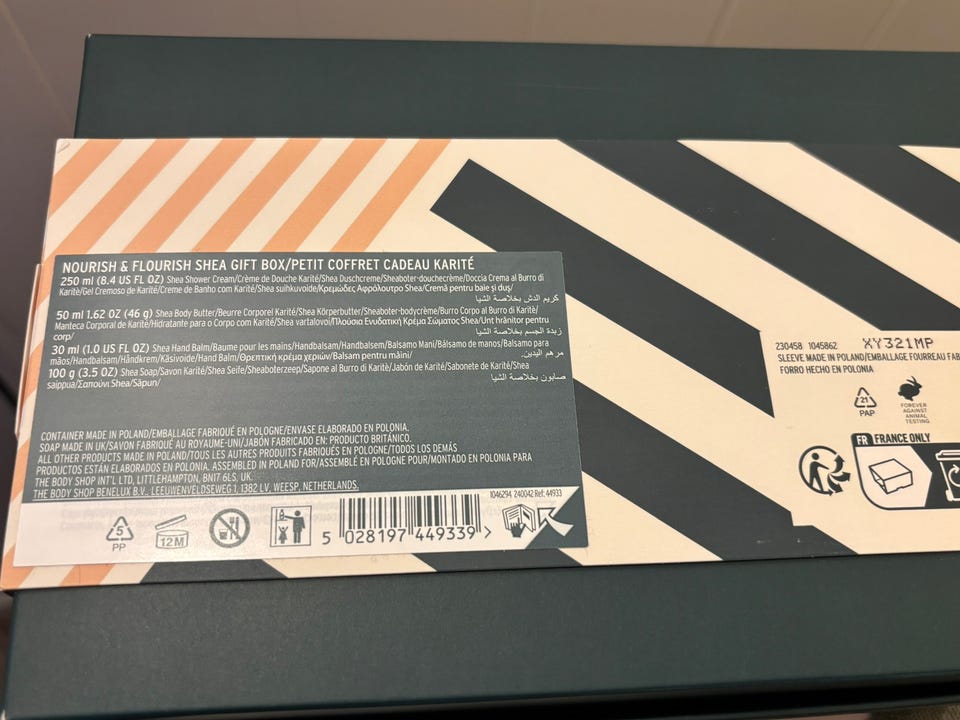 NOURISH & FLOURISH SHEA GIFT BOX/PETIT COFFRET CADEAU KARITÉ
250 ml (8.4 US FL OZ) Shea Shower Cream/Crème de Douche Karité/Shea Duschcreme/Sheaboter-douchecrème/Doccia Crema al Burro di
Karité/Gel Cremoso de Karité/Creme de Banho com Karité/Shea suihkuvoide/Κρεμώδες Αφρόλουτρο Shea/Cremă pentru baie şi duş/
كريم الدش بخلاصة الشيا
50 ml 1.62 OZ (46 g) Shea Body Butter/Beurre Corporel Karité/Shea Körperbutter/Sheaboter-bodycrème/Burro Corpo al Burro di Karité/
Manteca Corporal de Karité/Hidratante para o Corpo com Karité/Shea vartalovoi/Πλούσια Ενυδατική Κρέμα Σώματος Shea/Unt hrănitor pentru
corp/
زبدة الجسم بخلاصة الشيا
30 ml (1.0 US FL OZ) Shea Hand Balm/Baume pour les mains/Handbalsam/Handbalsem/Balsamo Mani/Bálsamo de manos/Balsamo para
mãos/Handbalsam/Håndkrem/Käsivoide/Hand Balm/Θρεπτική κρέμα χεριών/Balsam pentru mâini/
مرهم اليدين.
100 g (3.5 OZ) Shea Soap/Savon Karité/Shea Seife/Sheaboterzeep/Sapone al Burro di Karité/Jabón de Karité/Sabonete de Karité/Shea
saippua/Σαπούνι Shea/Săpun/
صابون بخلاصة الشيا
CONTAINER MADE IN POLAND/EMBALLAGE FABRIQUÉ EN POLOGNE/ENVASE ELABORADO EN POLONIA.
SOAP MADE IN UK/SAVON FABRIQUÉ AU ROYAUME-UNI/JABÓN FABRICADO EN: PRODUCTO BRITÁNICO.
ALL OTHER PRODUCTS MADE IN POLAND/TOUS LES AUTRES PRODUITS FABRIQUÉS EN POLOGNE/TODOS LOS DEMÁS
PRODUCTOS ESTÁN ELABORADOS EN POLONIA. ASSEMBLED IN POLAND FOR/ASSEMBLÉ EN POLOGNE POUR/MONTADO EN POLONIA PARA
THE BODY SHOP INT'L LTD, LITTLEHAMPTON, BN17 6LS, UK.
THE BODY SHOP BENELUX B.V., LEEUWENVELDSEWEG 1, 1382 LV, WEESP, NETHERLANDS.
1046294 240042 Ref: 44933
5
PP
12M
5 028197 449339 >
230458 1045862 XY321MP
SLEEVE MADE IN POLAND/EMBALLAGE FOURREAU FAB
FORRO HECHO EN POLONIA
21
PAP
FOREVER
AGAINST
ANIMAL
TESTING
FR FRANCE ONLY